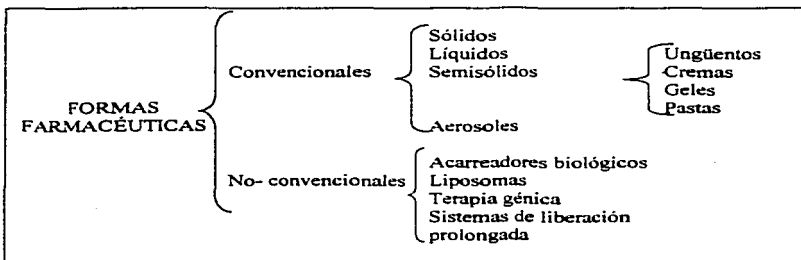 FORMAS
FARMACÉUTICAS
Convencionales
Sólidos
Líquidos
Semisólidos
Aerosoles
Ungüentos
Cremas
Geles
Pastas
No- convencionales
Acarreadores biológicos
Liposomas
Terapia génica
Sistemas de liberación
prolongada